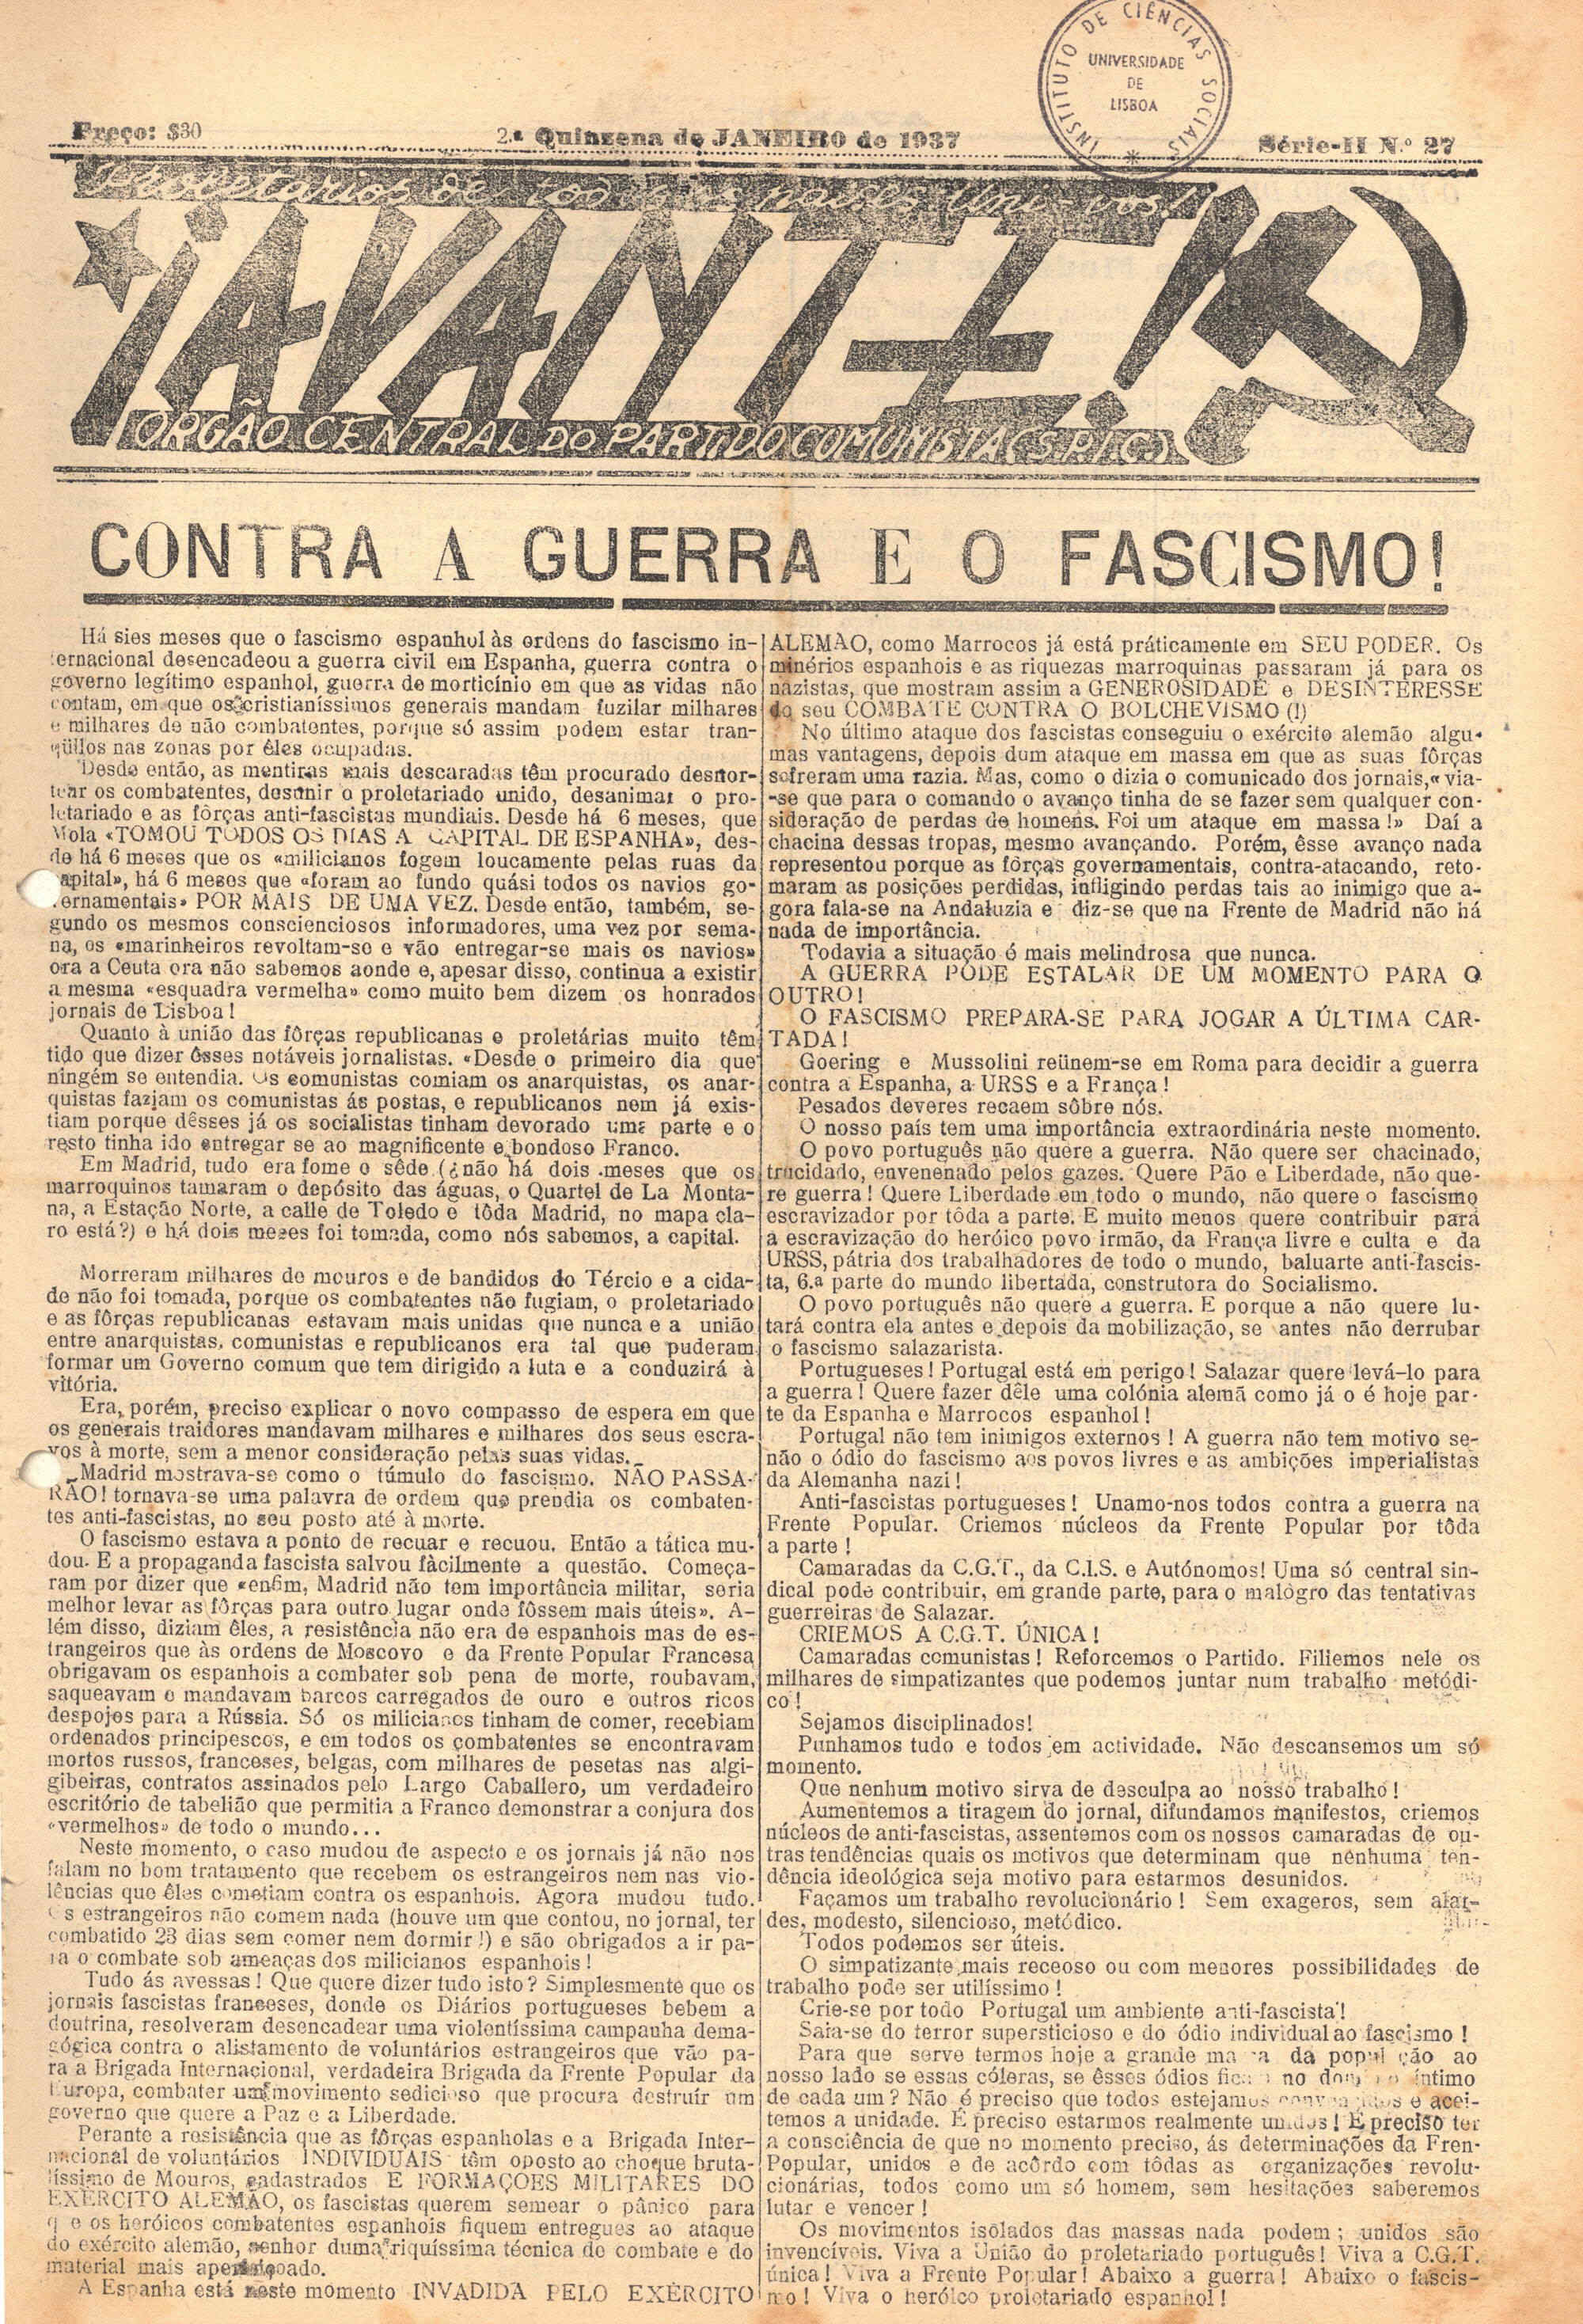 INSTITUTO DE CIÊNCIAS SOCIAIS
UNIVERSIDADE
DE
LISBOA
Preço: $30
2.ª Quinzena de JANEIRO de 1937
Série-II N.º 27
Proletários de todos os países Uni-vos!
¡AVANTE!
ORGÃO CENTRAL DO PARTIDO COMUNISTA (S.P.I.C.)
CONTRA A GUERRA E O FASCISMO!
Há sies meses que o fascismo espanhol às ordens do fascismo in-
ternacional desencadeou a guerra civil em Espanha, guerra contra o
governo legítimo espanhol, guerra de morticínio em que as vidas não
contam, em que os cristianíssimos generais mandam fuzilar milhares
e milhares de não combatentes, porque só assim podem estar tran-
qüilos nas zonas por êles ocupadas.
Desde então, as mentiras mais descaradas têm procurado desnor-
tear os combatentes, desunir o proletariado unido, desanimar o pro-
letariado e as fôrças anti-fascistas mundiais. Desde há 6 meses, que
Mola «TOMOU TODOS OS DIAS A CAPITAL DE ESPANHA», des-
de há 6 meses que os «milicianos fogem loucamente pelas ruas da
capital», há 6 meses que «foram ao fundo quási todos os navios go-
vernamentais» POR MAIS DE UMA VEZ. Desde então, também, se-
gundo os mesmos conscienciosos informadores, uma vez por sema-
na, os «marinheiros revoltam-se e vão entregar-se mais os navios»
ora a Ceuta ora não sabemos aonde e, apesar disso, continua a existir
a mesma «esquadra vermelha» como muito bem dizem os honrados
jornais de Lisboa!
Quanto à união das fôrças republicanas e proletárias muito têm
tido que dizer êsses notáveis jornalistas. «Desde o primeiro dia que
ningém se entendia. Os comunistas comiam os anarquistas, os anar-
quistas faziam os comunistas ás postas, e republicanos nem já exis-
tiam porque dêsses já os socialistas tinham devorado uma parte e o
resto tinha ido entregar se ao magnificente e bondoso Franco.
Em Madrid, tudo era fome o sêde (¿não há dois meses que os
marroquinos tamaram o depósito das águas, o Quartel de La Monta-
na, a Estação Norte, a calle de Toledo e tôda Madrid, no mapa cla-
ro está?) e há dois meses foi tomada, como nós sabemos, a capital.
Morreram milhares de mouros e de bandidos do Tércio e a cida-
de não foi tomada, porque os combatentes não fugiam, o proletariado
e as fôrças republicanas estavam mais unidas que nunca e a união
entre anarquistas, comunistas e republicanos era tal que puderam
formar um Governo comum que tem dirigido a luta e a conduzirá à
vitória.
Era, porém, preciso explicar o novo compasso de espera em que
os generais traidores mandavam milhares e milhares dos seus escra-
vos à morte, sem a menor consideração pelas suas vidas.
Madrid mostrava-se como o túmulo do fascismo. NÃO PASSA-
RÃO! tornava-se uma palavra de ordem que prendia os combaten-
tes anti-fascistas, no seu posto até à morte.
O fascismo estava a ponto de recuar e recuou. Então a tática mu-
dou. E a propaganda fascista salvou fàcilmente a questão. Começa-
ram por dizer que «enfim, Madrid não tem importância militar, seria
melhor levar as fôrças para outro lugar onde fôssem mais úteis». A-
lém disso, diziam êles, a resistência não era de espanhois mas de es-
trangeiros que às ordens de Moscovo e da Frente Popular Francesa
obrigavam os espanhois a combater sob pena de morte, roubavam,
saqueavam e mandavam barcos carregados de ouro e outros ricos
despojos para a Rússia. Só os milicianos tinham de comer, recebiam
ordenados principescos, e em todos os combatentes se encontravam
mortos russos, franceses, belgas, com milhares de pesetas nas algi-
gibeiras, contratos assinados pelo Largo Caballero, um verdadeiro
escritório de tabelião que permitia a Franco demonstrar a conjura dos
«vermelhos» de todo o mundo...
Neste momento, o caso mudou de aspecto e os jornais já não nos
falam no bom tratamento que recebem os estrangeiros nem nas vio-
lências que êles cometiam contra os espanhois. Agora mudou tudo.
Os estrangeiros não comem nada (houve um que contou, no jornal, ter
combatido 23 dias sem comer nem dormir!) e são obrigados a ir pa-
ra o combate sob ameaças dos milicianos espanhois!
Tudo ás avessas! Que quere dizer tudo isto? Simplesmente que os
jornais fascistas franceses, donde os Diários portugueses bebem a
doutrina, resolveram desencadear uma violentíssima campanha dema-
gógica contra o alistamento de voluntários estrangeiros que vão pa-
ra a Brigada Internacional, verdadeira Brigada da Frente Popular da
Europa, combater um movimento sedicioso que procura destruír um
governo que quere a Paz e a Liberdade.
Perante a resistência que as fôrças espanholas e a Brigada Inter-
nacional de voluntários INDIVIDUAIS têm oposto ao choque bruta-
líssimo de Mouros, cadastrados E FORMAÇOES MILITARES DO
EXÉRCITO ALEMÃO, os fascistas querem semear o pânico para
q e os heróicos combatentes espanhois fiquem entregues ao ataque
do exército alemão, senhor duma riquíssima técnica de combate e do
material mais aperfeiçoado.
A Espanha está neste momento INVADIDA PELO EXÉRCITO
ALEMÃO, como Marrocos já está práticamente em SEU PODER. Os
minérios espanhois e as riquezas marroquinas passaram já para os
nazistas, que mostram assim a GENEROSIDADE e DESINTERESSE
do seu COMBATE CONTRA O BOLCHEVISMO (!)
No último ataque dos fascistas conseguiu o exército alemão algu-
mas vantagens, depois dum ataque em massa em que as suas fôrças
sofreram uma razia. Mas, como o dizia o comunicado dos jornais, «via-
-se que para o comando o avanço tinha de se fazer sem qualquer con-
sideração de perdas de homens. Foi um ataque em massa!» Daí a
chacina dessas tropas, mesmo avançando. Porém, êsse avanço nada
representou porque as fôrças governamentais, contra-atacando, reto-
maram as posições perdidas, infligindo perdas tais ao inimigo que a-
gora fala-se na Andaluzia e diz-se que na Frente de Madrid não há
nada de importância.
Todavia a situação é mais melindrosa que nunca.
A GUERRA PODE ESTALAR DE UM MOMENTO PARA O
OUTRO!
O FASCISMO PREPARA-SE PARA JOGAR A ÚLTIMA CAR-
TADA!
Goering e Mussolini reünem-se em Roma para decidir a guerra
contra a Espanha, a URSS e a França!
Pesados deveres recaem sôbre nós.
O nosso país tem uma importância extraordinária neste momento.
O povo português não quere a guerra. Não quere ser chacinado,
trucidado, envenenado pelos gazes. Quere Pão e Liberdade, não que-
re guerra! Quere Liberdade em todo o mundo, não quere o fascismo
escravizador por tôda a parte. E muito menos quere contribuir para
a escravização do heróico povo irmão, da França livre e culta e da
URSS, pátria dos trabalhadores de todo o mundo, baluarte anti-fascis-
ta, 6.ª parte do mundo libertada, construtora do Socialismo.
O povo português não quere a guerra. E porque a não quere lu-
tará contra ela antes e depois da mobilização, se antes não derrubar
o fascismo salazarista.
Portugueses! Portugal está em perigo! Salazar quere levá-lo para
a guerra! Quere fazer dêle uma colónia alemã como já o é hoje par-
te da Espanha e Marrocos espanhol!
Portugal não tem inimigos externos! A guerra não tem motivo se-
não o ódio do fascismo aos povos livres e as ambições imperialistas
da Alemanha nazi!
Anti-fascistas portugueses! Unamo-nos todos contra a guerra na
Frente Popular. Criemos núcleos da Frente Popular por tôda
a parte!
Camaradas da C.G.T., da C.I.S. e Autónomos! Uma só central sin-
dical pode contribuir, em grande parte, para o malogro das tentativas
guerreiras de Salazar.
CRIEMOS A C.G.T. ÚNICA!
Camaradas comunistas! Reforcemos o Partido. Filiemos nele os
milhares de simpatizantes que podemos juntar num trabalho metódi-
co!
Sejamos disciplinados!
Punhamos tudo e todos em actividade. Não descansemos um só
momento.
Que nenhum motivo sirva de desculpa ao nosso trabalho!
Aumentemos a tiragem do jornal, difundamos manifestos, criemos
núcleos de anti-fascistas, assentemos com os nossos camaradas de ou-
tras tendências quais os motivos que determinam que nenhuma ten-
dência ideológica seja motivo para estarmos desunidos.
Façamos um trabalho revolucionário! Sem exageros, sem alar-
des, modesto, silencioso, metódico.
Todos podemos ser úteis.
O simpatizante mais receoso ou com menores possibilidades de
trabalho pode ser utilíssimo!
Crie-se por todo Portugal um ambiente anti-fascista!
Saia-se do terror supersticioso e do ódio individual ao fascismo!
Para que serve termos hoje a grande massa da população ao
nosso lado se essas cóleras, se êsses ódios ficam no domínio íntimo
de cada um? Não é preciso que todos estejamos convencidos e acei-
temos a unidade. É preciso estarmos realmente unidos! É preciso ter
a consciência de que no momento preciso, ás determinações da Fren-
Popular, unidos e de acôrdo com tôdas as organizações revolu-
cionárias, todos como um só homem, sem hesitações saberemos
lutar e vencer!
Os movimentos isolados das massas nada podem; unidos são
invencíveis. Viva a União do proletariado português! Viva a C.G.T.
única! Viva a Frente Popular! Abaixo a guerra! Abaixo o fascis-
mo! Viva o heróico proletariado espanhol!